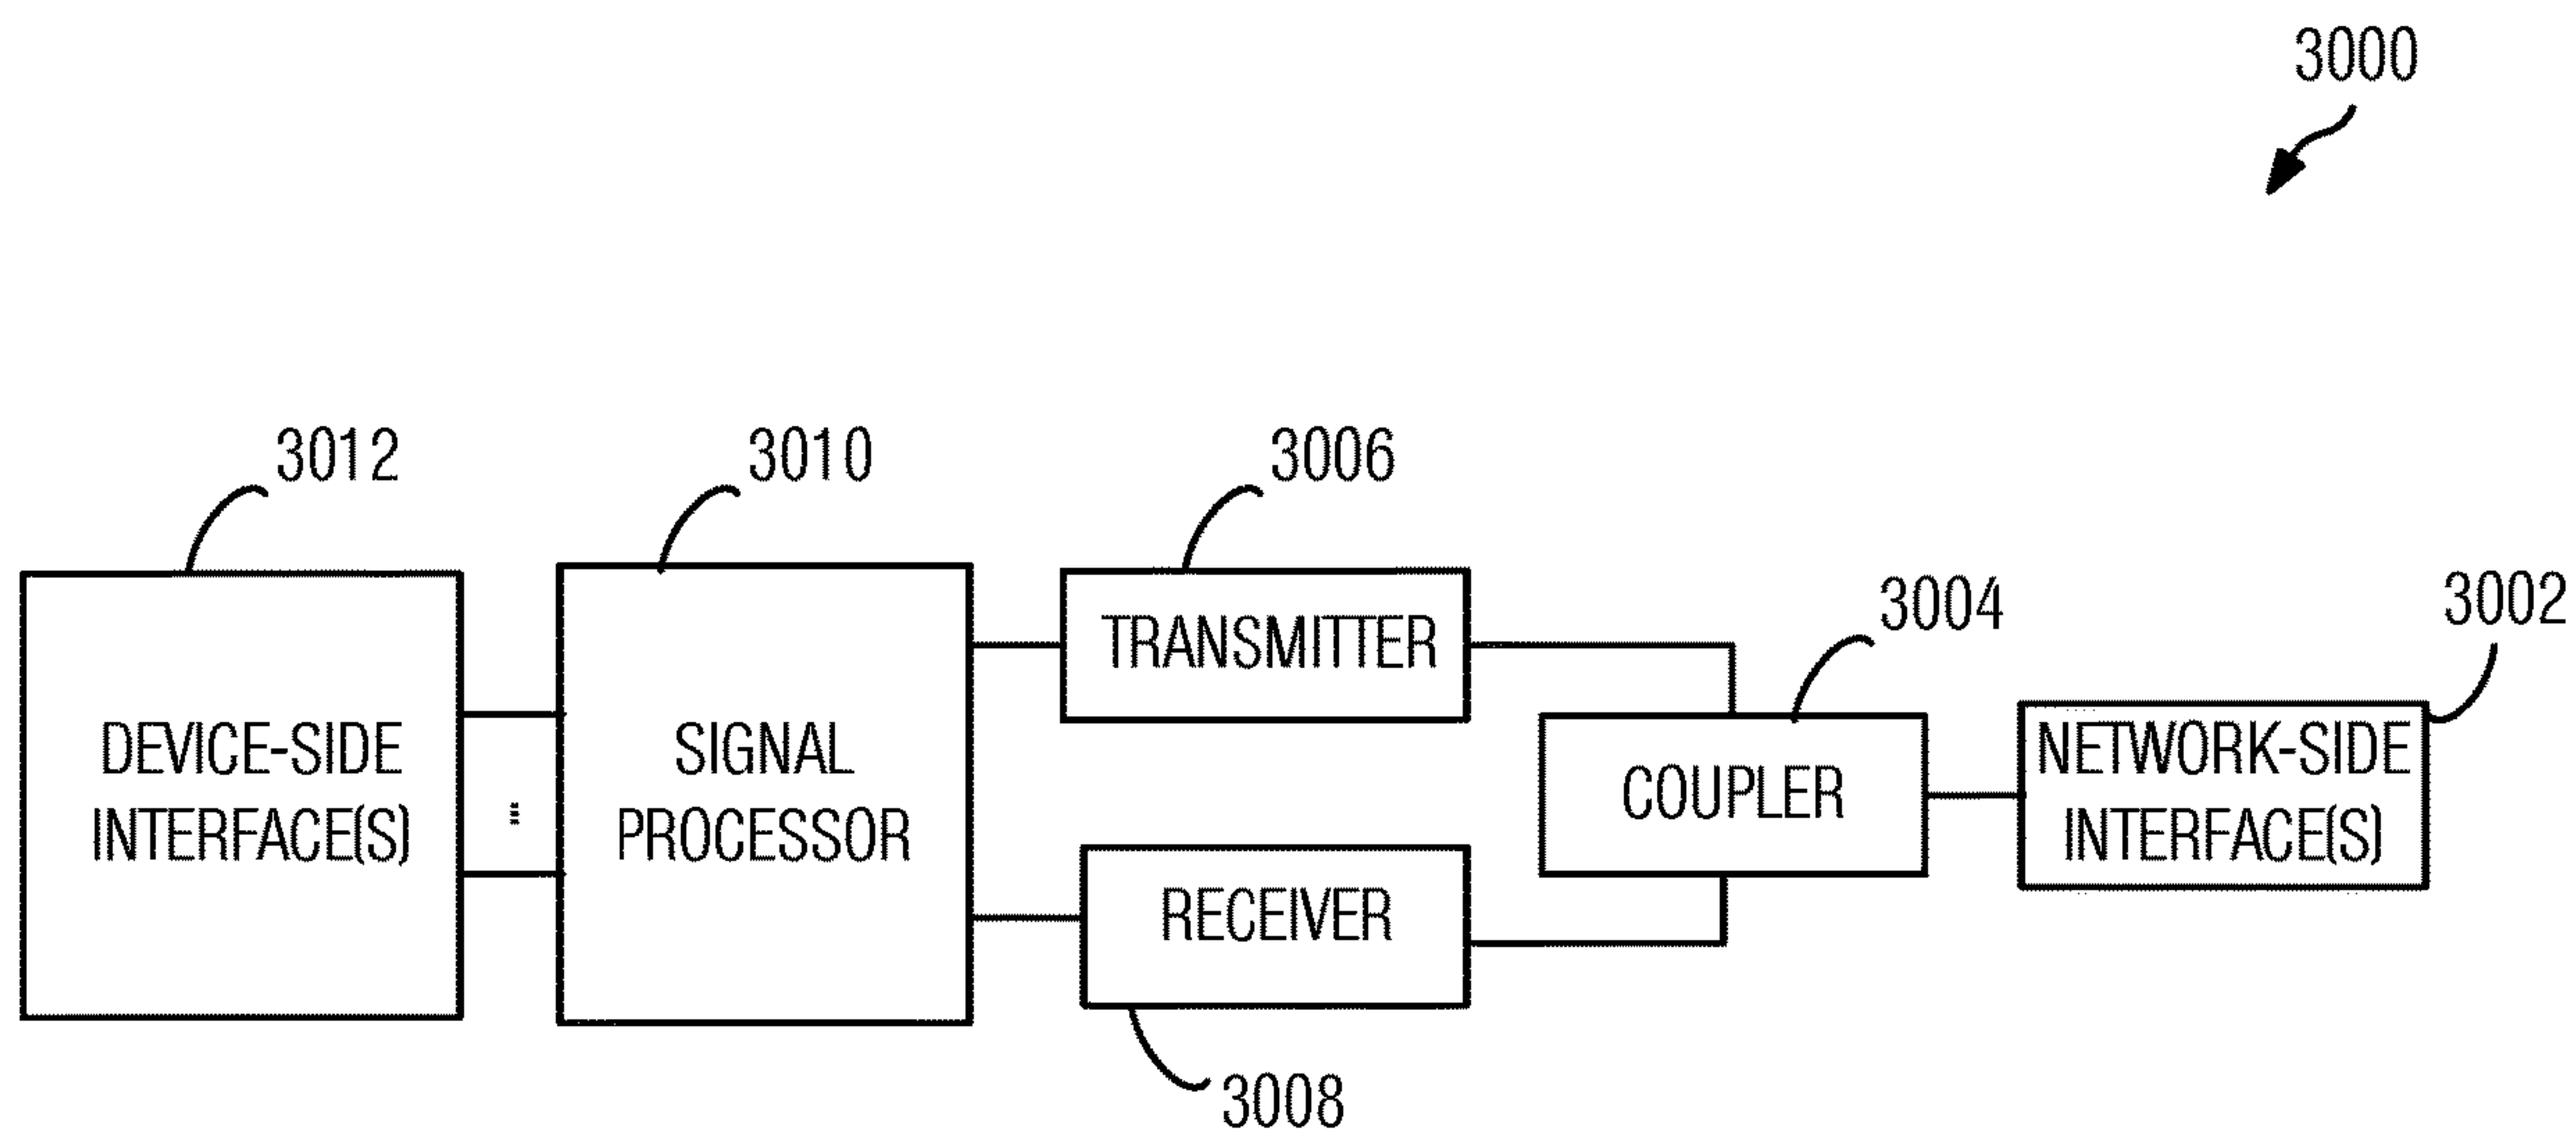 3000
3012
3010
3006
3004
3002
DEVICE-SIDE
INTERFACE(S)
...
SIGNAL
PROCESSOR
TRANSMITTER
RECEIVER
COUPLER
NETWORK-SIDE
INTERFACE(S)
3008